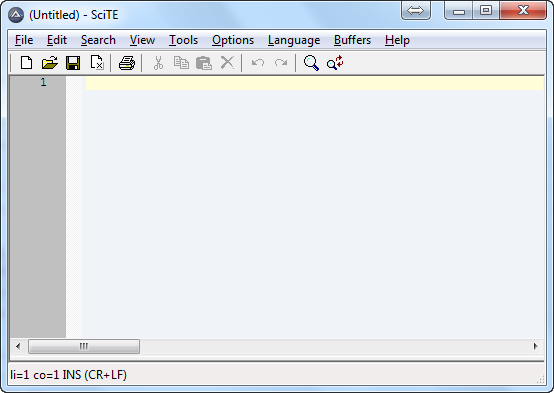 (Untitled) - SciTE
File Edit Search View Tools Options Language Buffers Help
1
li=1 co=1 INS (CR+LF)